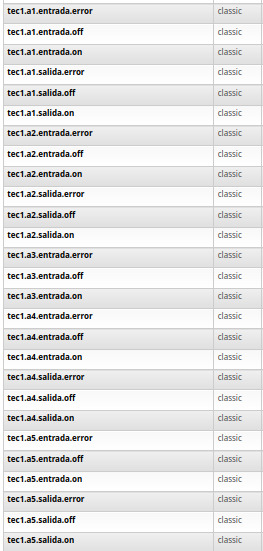 tec1.a1.entrada.error classic
tec1.a1.entrada.off classic
tec1.a1.entrada.on classic
tec1.a1.salida.error classic
tec1.a1.salida.off classic
tec1.a1.salida.on classic
tec1.a2.entrada.error classic
tec1.a2.entrada.off classic
tec1.a2.entrada.on classic
tec1.a2.salida.error classic
tec1.a2.salida.off classic
tec1.a2.salida.on classic
tec1.a3.entrada.error classic
tec1.a3.entrada.off classic
tec1.a3.entrada.on classic
tec1.a4.entrada.error classic
tec1.a4.entrada.off classic
tec1.a4.entrada.on classic
tec1.a4.salida.error classic
tec1.a4.salida.off classic
tec1.a4.salida.on classic
tec1.a5.entrada.error classic
tec1.a5.entrada.off classic
tec1.a5.entrada.on classic
tec1.a5.salida.error classic
tec1.a5.salida.off classic
tec1.a5.salida.on classic